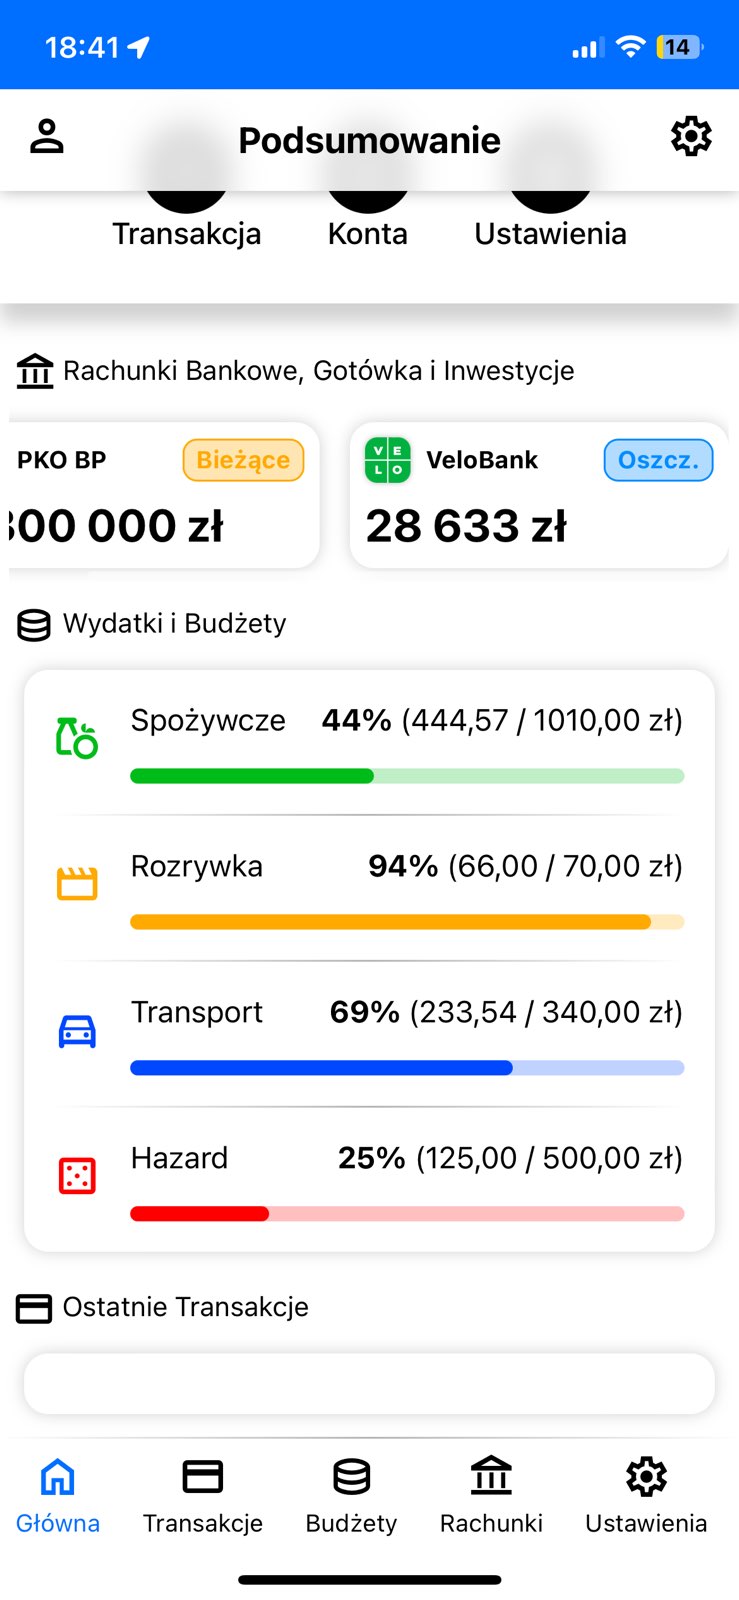 18:41
14
Podsumowanie
Transakcja Konta Ustawienia
Rachunki Bankowe, Gotówka i Inwestycje
PKO BP Bieżące
00 000 zł
VELO VeloBank Oszcz.
28 633 zł
Wydatki i Budżety
Spożywcze 44% (444,57 / 1010,00 zł)
Rozrywka 94% (66,00 / 70,00 zł)
Transport 69% (233,54 / 340,00 zł)
Hazard 25% (125,00 / 500,00 zł)
Ostatnie Transakcje
Główna Transakcje Budżety Rachunki Ustawienia